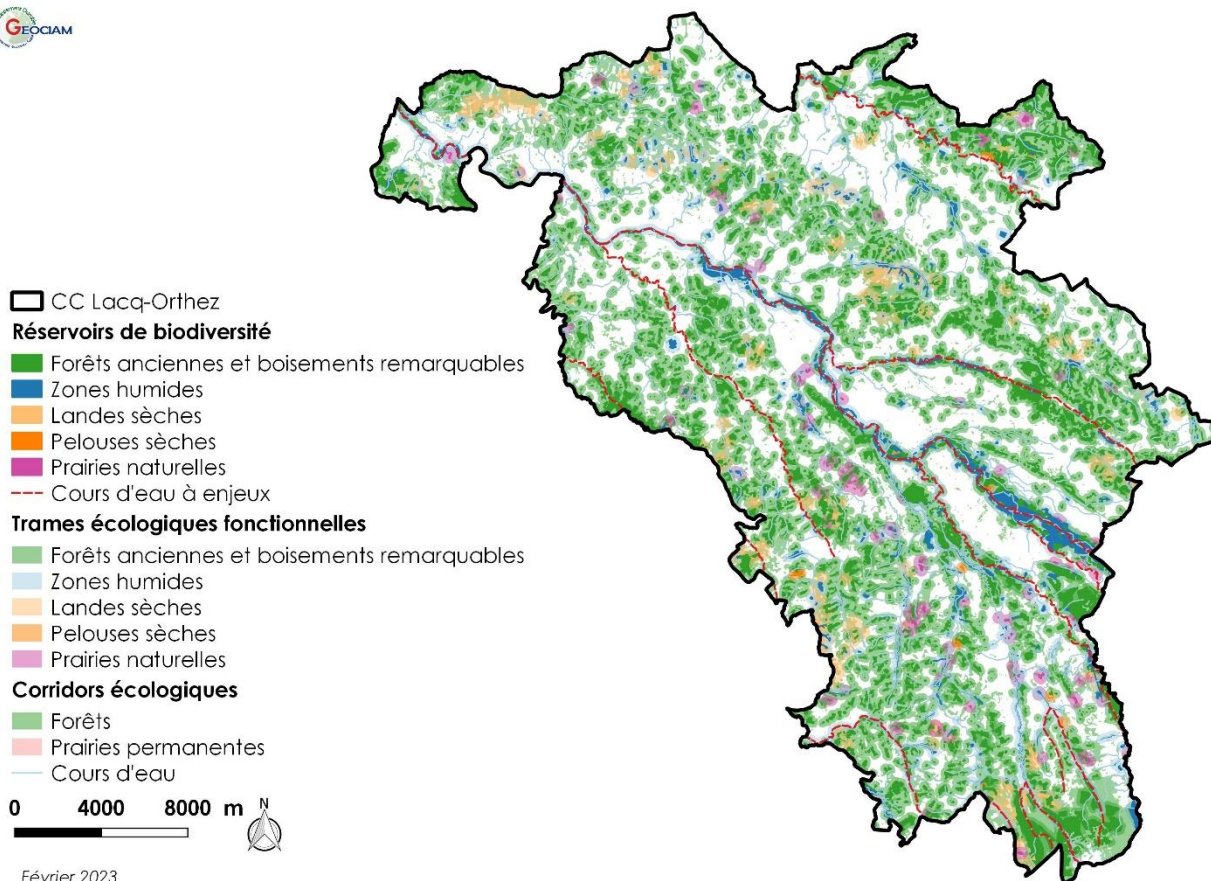 GEOCIAM
CC Lacq-Orthez
Réservoirs de biodiversité
Forêts anciennes et boisements remarquables
Zones humides
Landes sèches
Pelouses sèches
Prairies naturelles
Cours d'eau à enjeux
Trames écologiques fonctionnelles
Forêts anciennes et boisements remarquables
Zones humides
Landes sèches
Pelouses sèches
Prairies naturelles
Corridors écologiques
Forêts
Prairies permanentes
Cours d'eau
0 4000 8000 m N
Février 2023